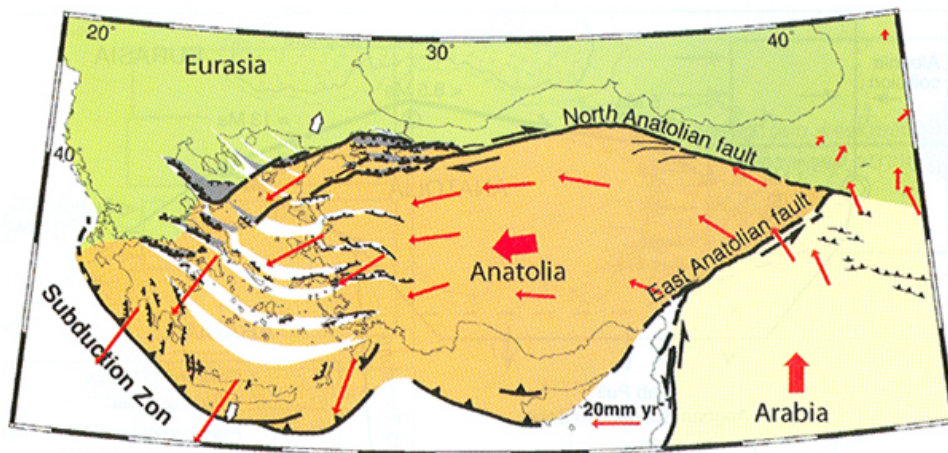 20°
30°
40°
Eurasia
North Anatolian fault
40°
East Anatolian fault
Anatolia
Subduction Zon
20mm yr
Arabia